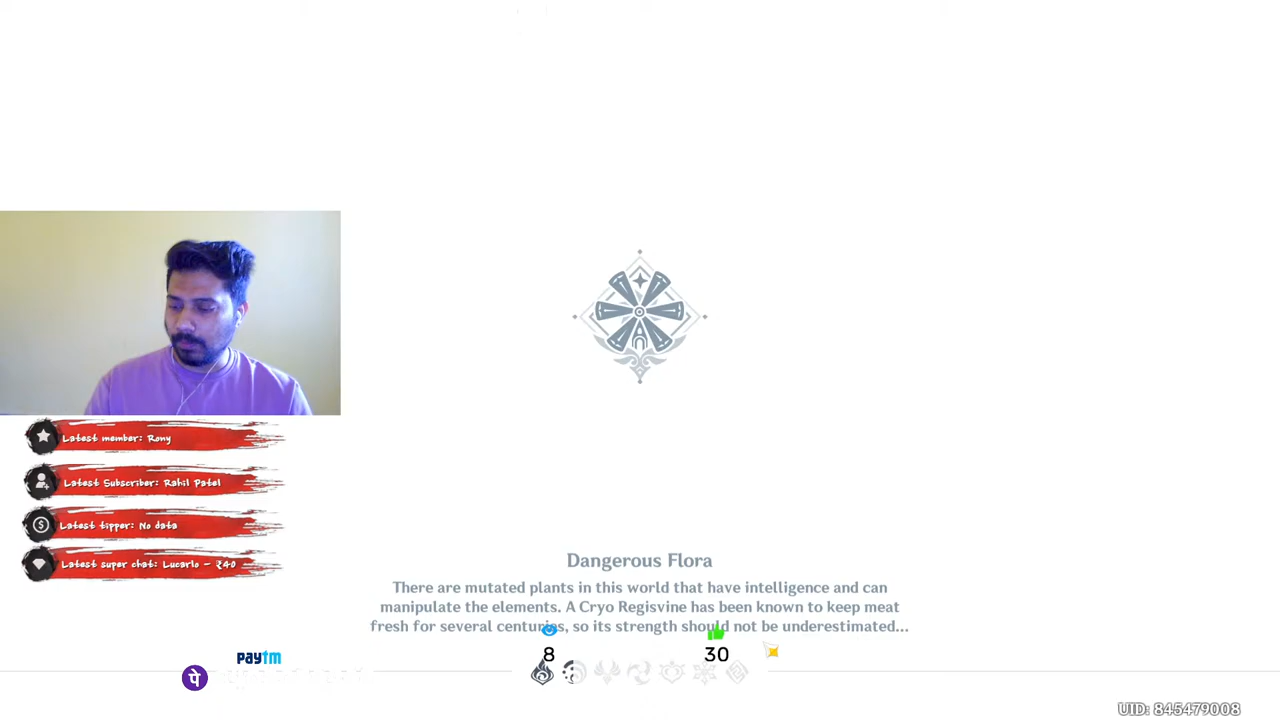 Latest member: Rony
Latest Subscriber: Rahil Patel
Latest tipper: No data
Latest super chat: Lucarlo - ₹40
Dangerous Flora
There are mutated plants in this world that have intelligence and can
manipulate the elements. A Cryo Regisvine has been known to keep meat
fresh for several centuries, so its strength should not be underestimated...
paytm
8
30
पे
UID: 845479008